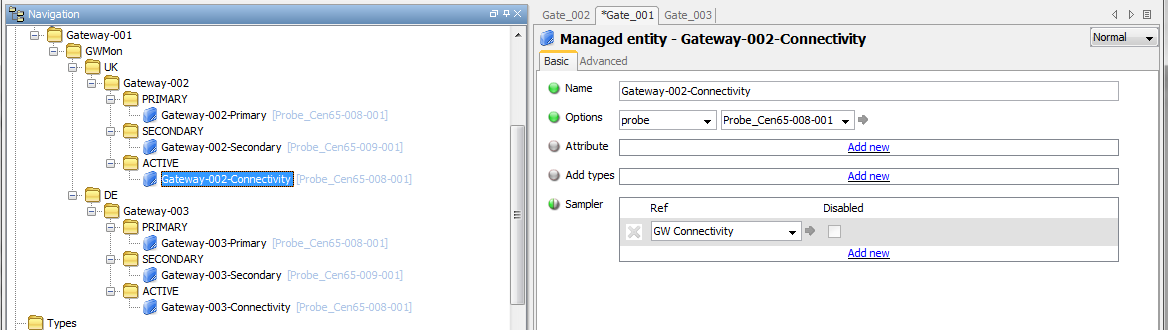 Navigation
Gateway-001
GWMon
UK
Gateway-002
PRIMARY
Gateway-002-Primary [Probe_Cen65-008-001]
SECONDARY
Gateway-002-Secondary [Probe_Cen65-009-001]
ACTIVE
Gateway-002-Connectivity [Probe_Cen65-008-001]
DE
Gateway-003
PRIMARY
Gateway-003-Primary [Probe_Cen65-008-001]
SECONDARY
Gateway-003-Secondary [Probe_Cen65-009-001]
ACTIVE
Gateway-003-Connectivity [Probe_Cen65-008-001]
Types
Gate_002 *Gate_001 Gate_003
Managed entity - Gateway-002-Connectivity Normal
Basic Advanced
Name Gateway-002-Connectivity
Options probe Probe_Cen65-008-001
Attribute Add new
Add types Add new
Sampler
Ref Disabled
GW Connectivity
Add new